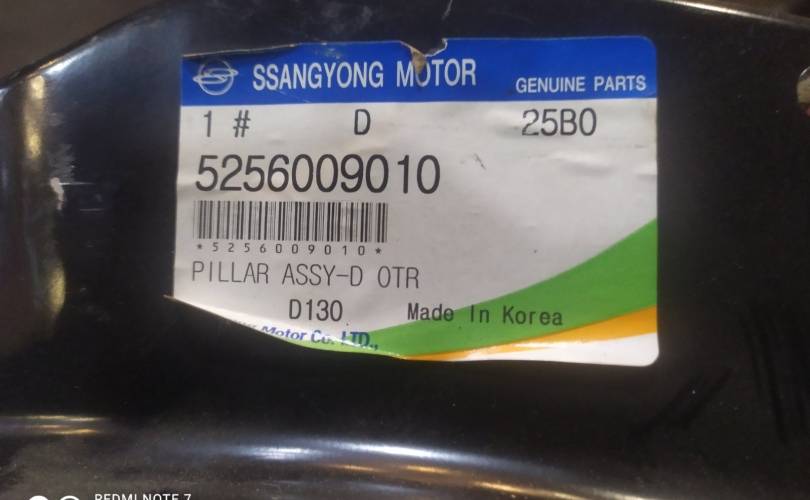 SSANGYONG MOTOR GENUINE PARTS
1 # D 25B0
5256009010
*5256009010*
PILLAR ASSY-D OTR
D130 Made In Korea
Motor Co. LTD.,
REDMI NOTE 7